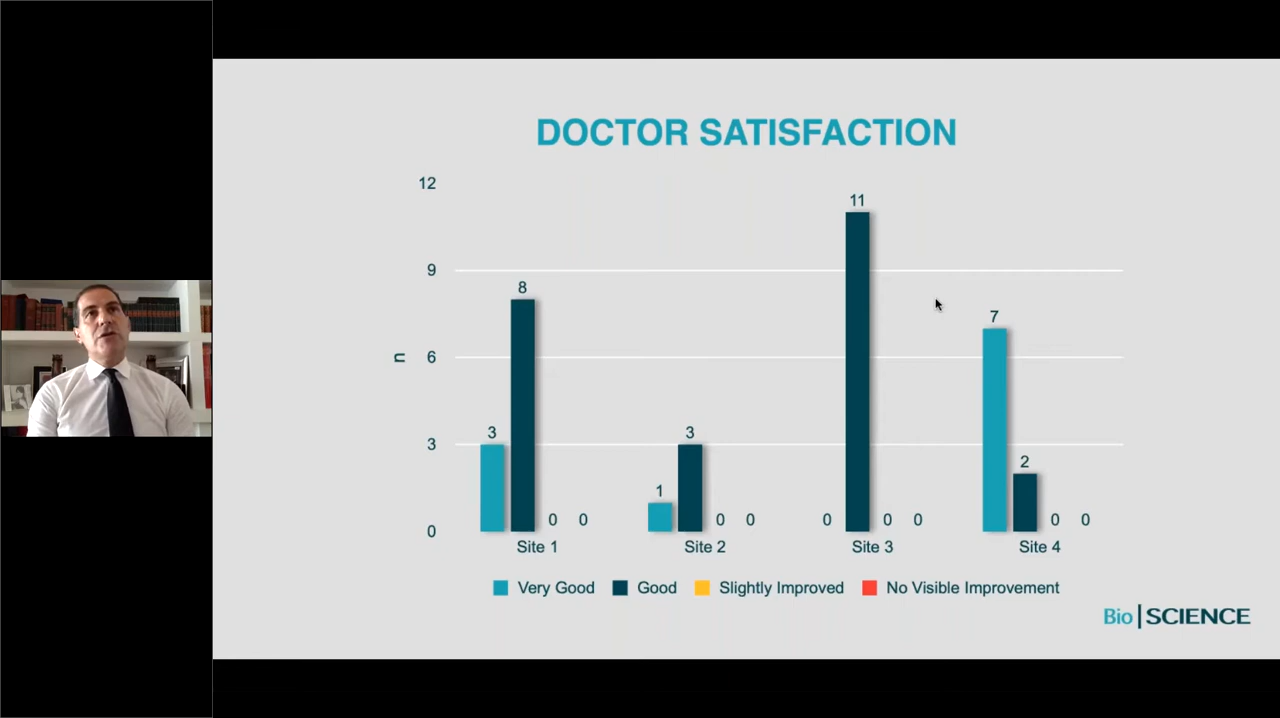 DOCTOR SATISFACTION
12
9
6
3
0
n
3
8
0
0
1
3
0
0
0
11
0
0
7
2
0
0
Site 1
Site 2
Site 3
Site 4
Very Good
Good
Slightly Improved
No Visible Improvement
Bio|SCIENCE